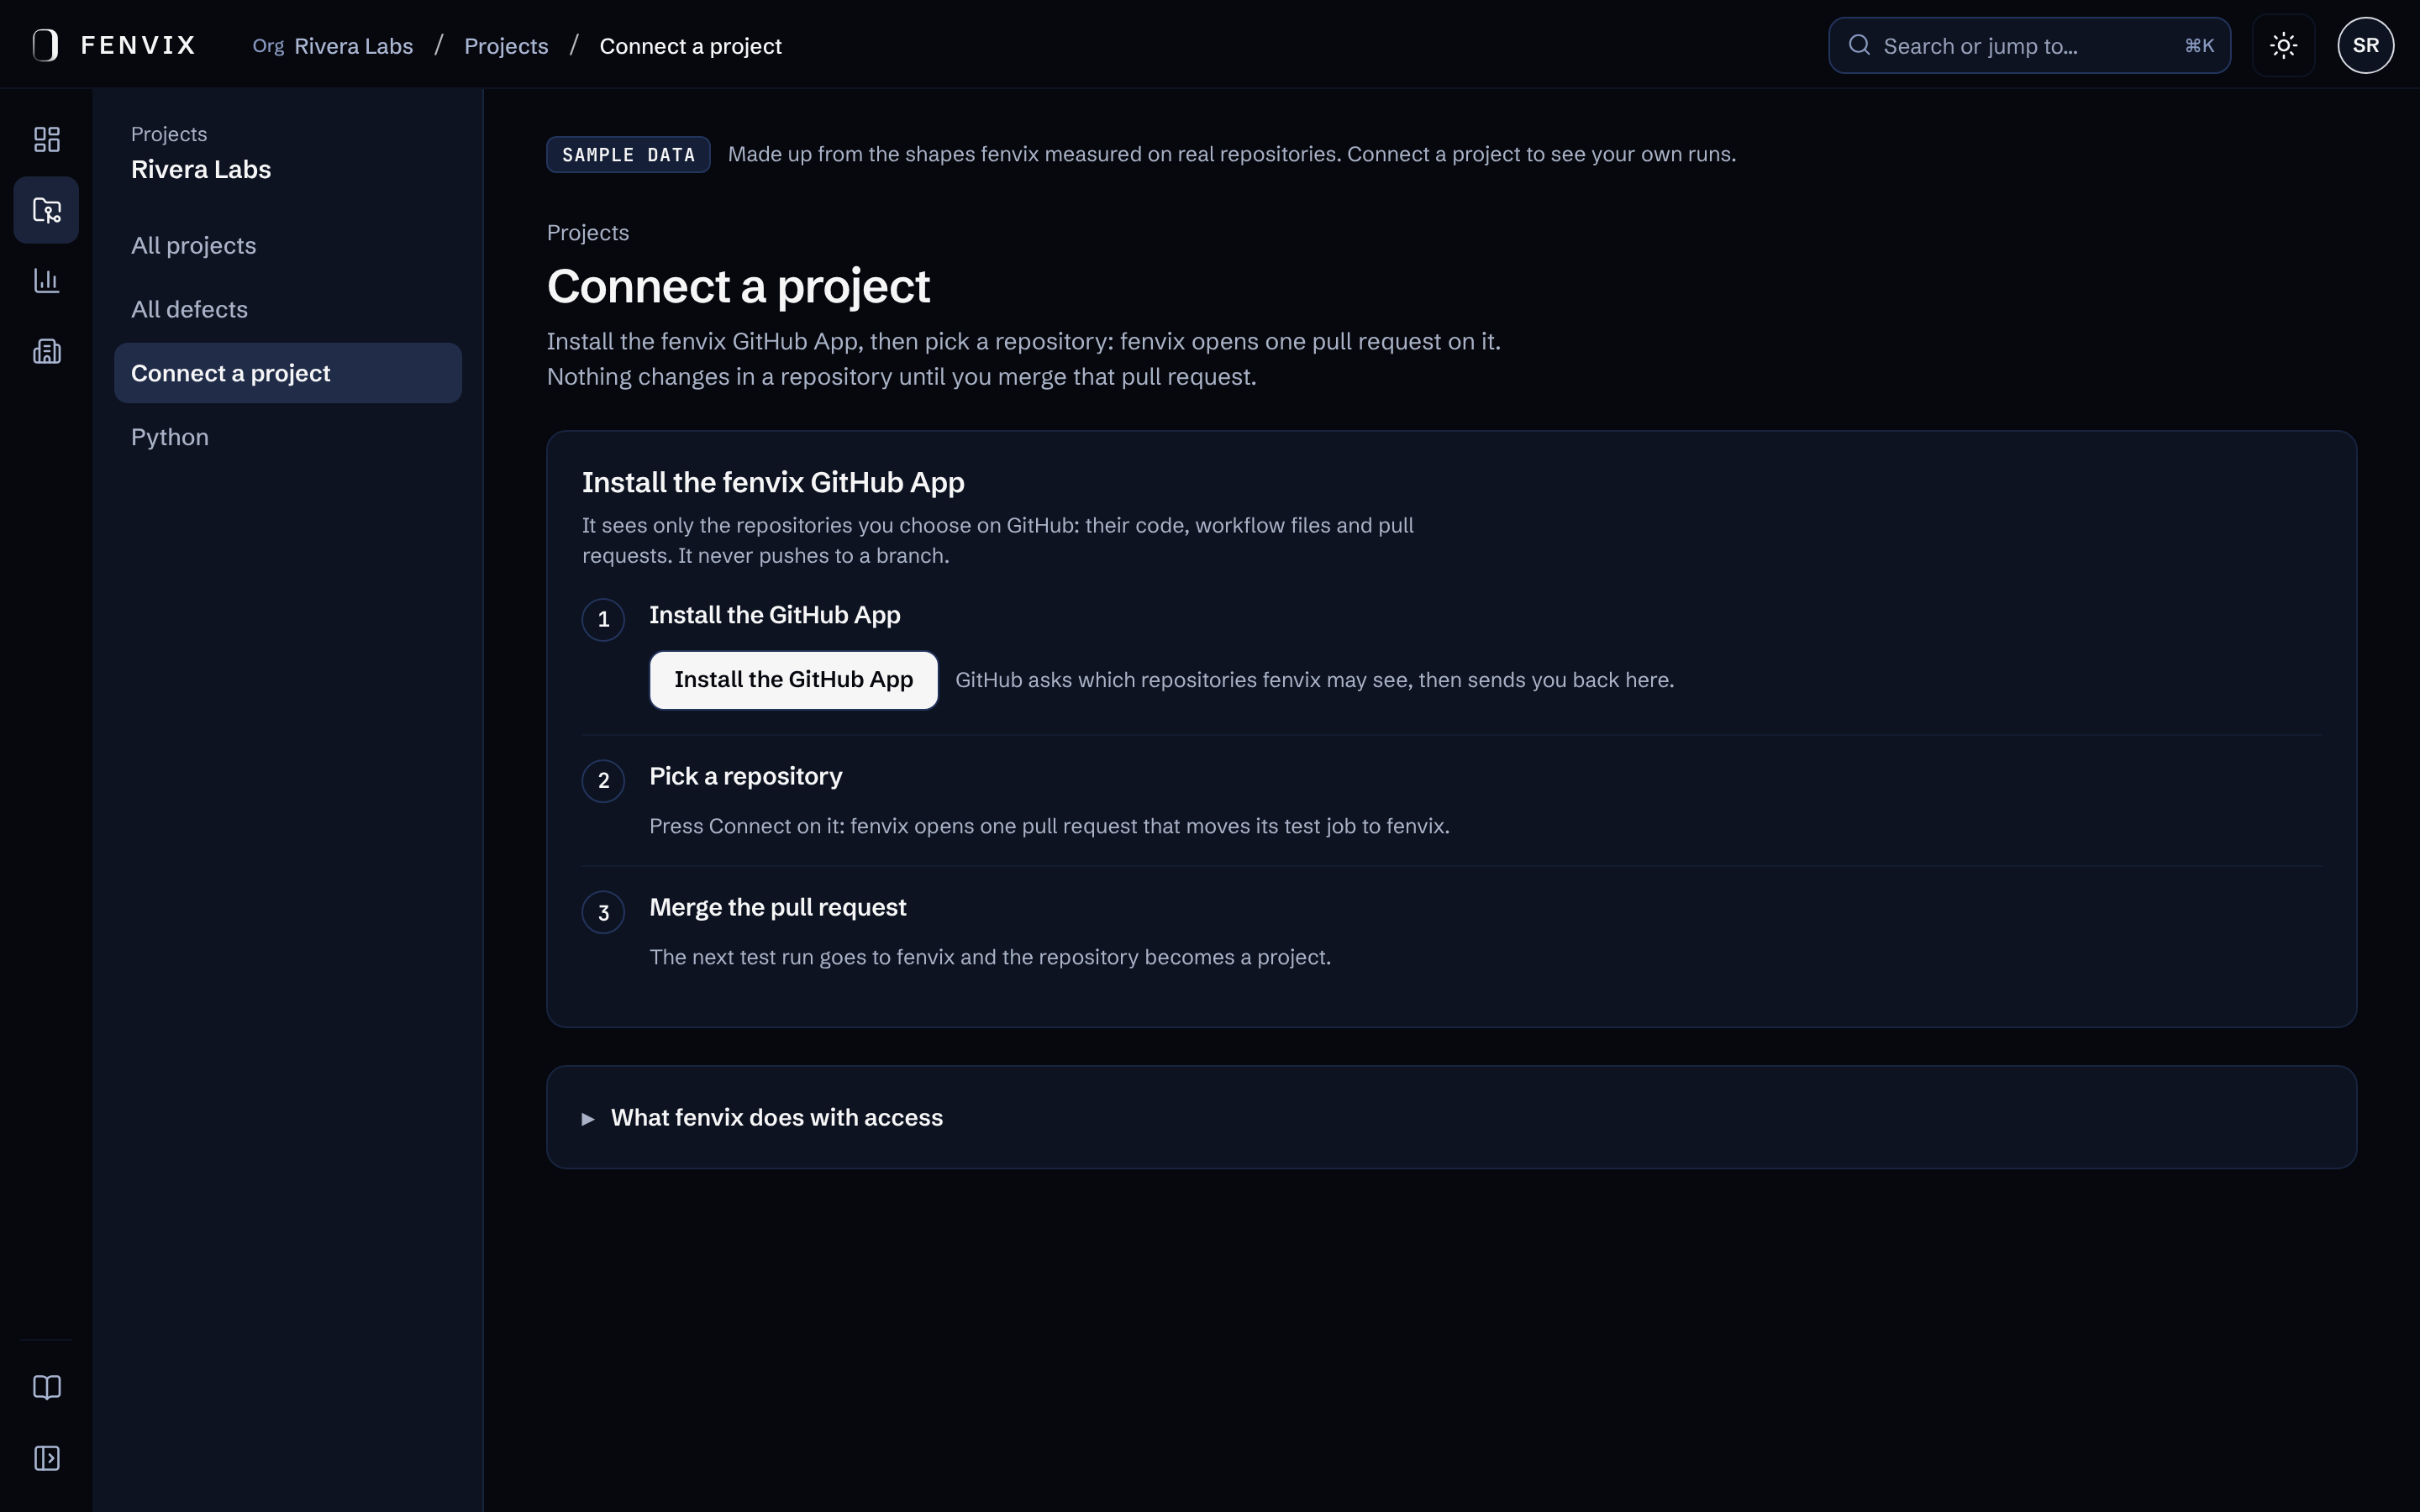 FENVIX
Org Rivera Labs / Projects / Connect a project
Search or jump to... ⌘K
SR
Projects
Rivera Labs
All projects
All defects
Connect a project
Python
SAMPLE DATA Made up from the shapes fenvix measured on real repositories. Connect a project to see your own runs.
Projects
Connect a project
Install the fenvix GitHub App, then pick a repository: fenvix opens one pull request on it.
Nothing changes in a repository until you merge that pull request.
Install the fenvix GitHub App
It sees only the repositories you choose on GitHub: their code, workflow files and pull
requests. It never pushes to a branch.
1 Install the GitHub App
Install the GitHub App GitHub asks which repositories fenvix may see, then sends you back here.
2 Pick a repository
Press Connect on it: fenvix opens one pull request that moves its test job to fenvix.
3 Merge the pull request
The next test run goes to fenvix and the repository becomes a project.
What fenvix does with access